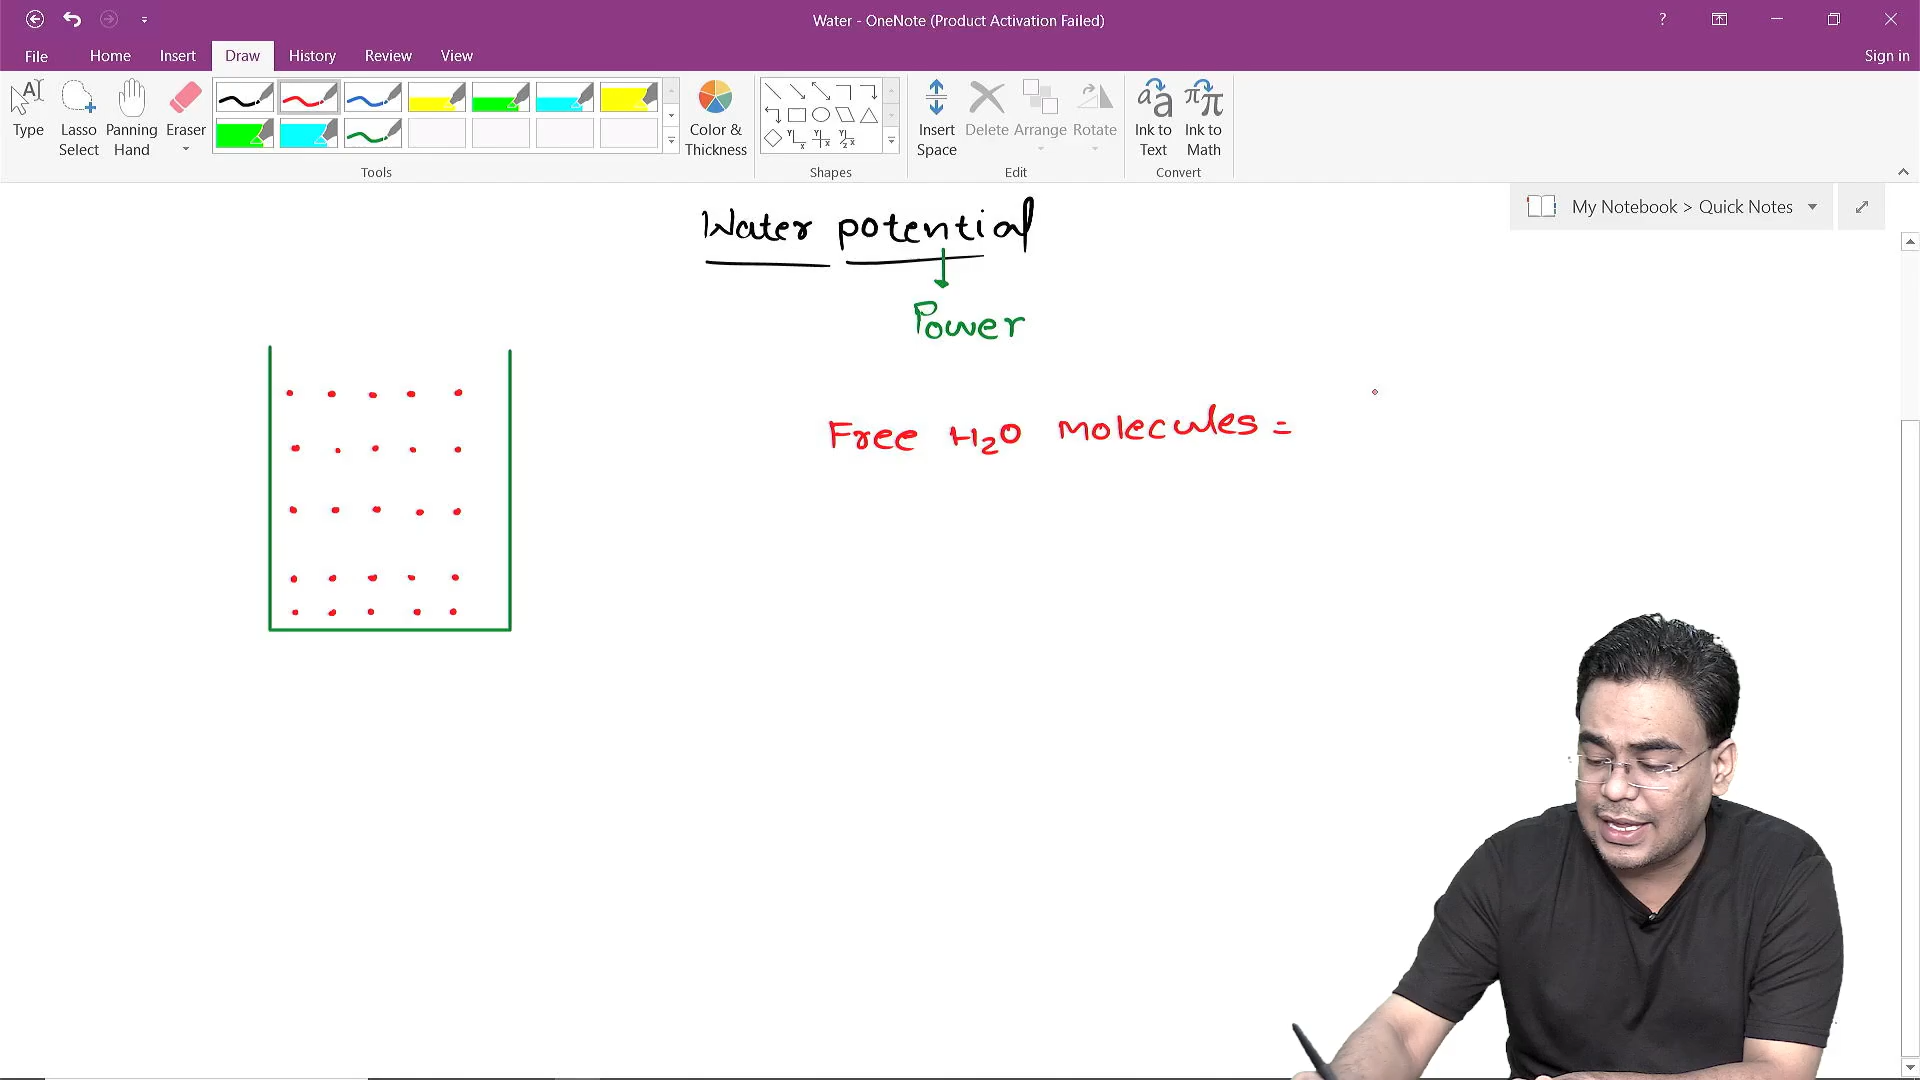 Water - OneNote (Product Activation Failed)
?
File Home Insert Draw History Review View
Sign in
Type
Lasso Select
Panning Hand
Eraser
Color & Thickness
Insert Space
Delete
Arrange
Rotate
Ink to Text
Ink to Math
Tools
Shapes
Edit
Convert
My Notebook > Quick Notes
Water potential
Power
Free H₂O molecules =